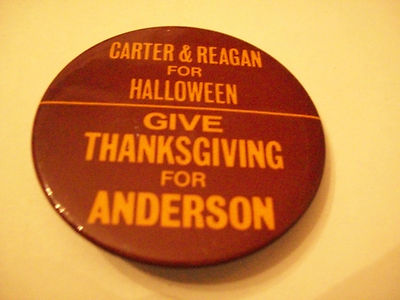 CARTER & REAGAN
FOR
HALLOWEEN
GIVE
THANKSGIVING
FOR
ANDERSON